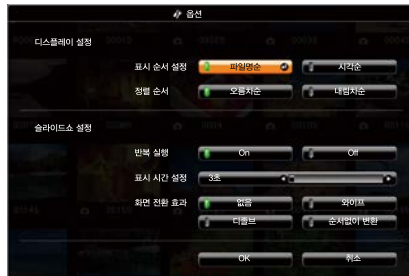 옵션
디스플레이 설정
표시 순서 설정 파일명순 시각순
정렬 순서 오름차순 내림차순
슬라이드쇼 설정
반복 실행 On Off
표시 시간 설정 3초
화면 전환 효과 없음 와이프
디졸브 순서없이 변환
OK 취소